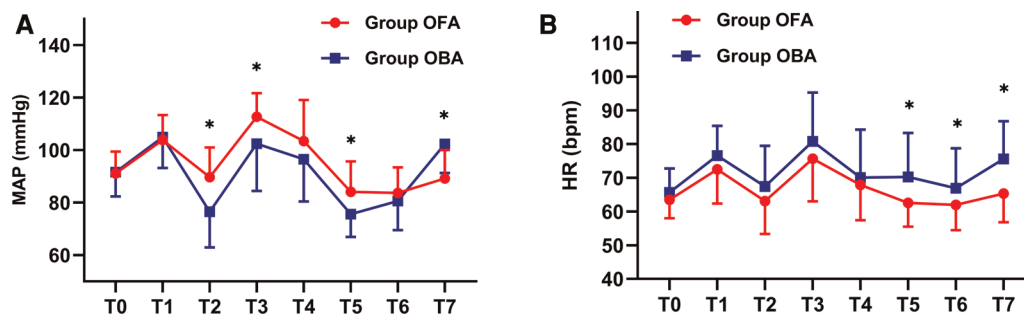 A
Group OFA
Group OBA
MAP (mmHg)
140
120
100
80
60
*
*
*
*
T0 T1 T2 T3 T4 T5 T6 T7
B
Group OFA
Group OBA
HR (bpm)
110
100
90
80
70
60
50
40
*
*
*
T0 T1 T2 T3 T4 T5 T6 T7